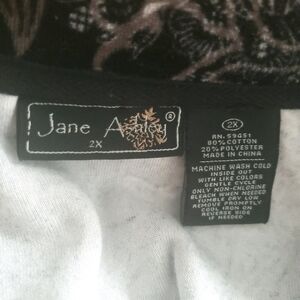 Jane Ashley®
2X
2X
RN: 59651
80% COTTON
20% POLYESTER
MADE IN CHINA
MACHINE WASH COLD
INSIDE OUT
WITH LIKE COLORS
GENTLE CYCLE
ONLY NON-CHLORINE
BLEACH WHEN NEEDED
TUMBLE DRY LOW
REMOVE PROMPTLY
COOL IRON ON
REVERSE SIDE
IF NEEDED